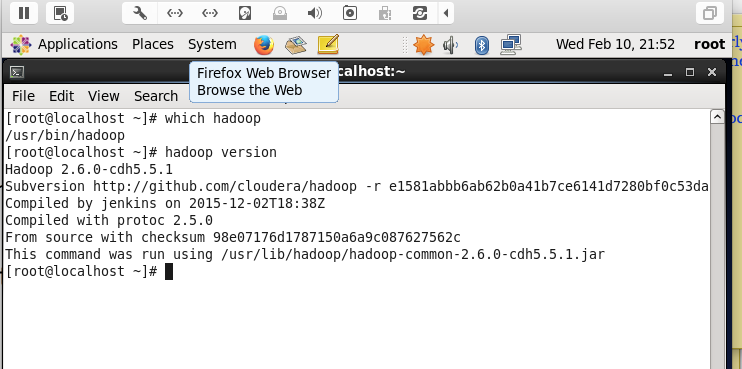 Applications Places System Wed Feb 10, 21:52 root
localhost:~
Firefox Web Browser
Browse the Web
File Edit View Search
[root@localhost ~]# which hadoop
/usr/bin/hadoop
[root@localhost ~]# hadoop version
Hadoop 2.6.0-cdh5.5.1
Subversion http://github.com/cloudera/hadoop -r e1581abbb6ab62b0a41b7ce6141d7280bf0c53da
Compiled by jenkins on 2015-12-02T18:38Z
Compiled with protoc 2.5.0
From source with checksum 98e07176d1787150a6a9c087627562c
This command was run using /usr/lib/hadoop/hadoop-common-2.6.0-cdh5.5.1.jar
[root@localhost ~]#